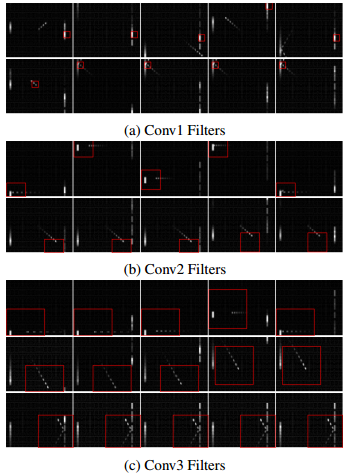 (a) Conv1 Filters
(b) Conv2 Filters
(c) Conv3 Filters